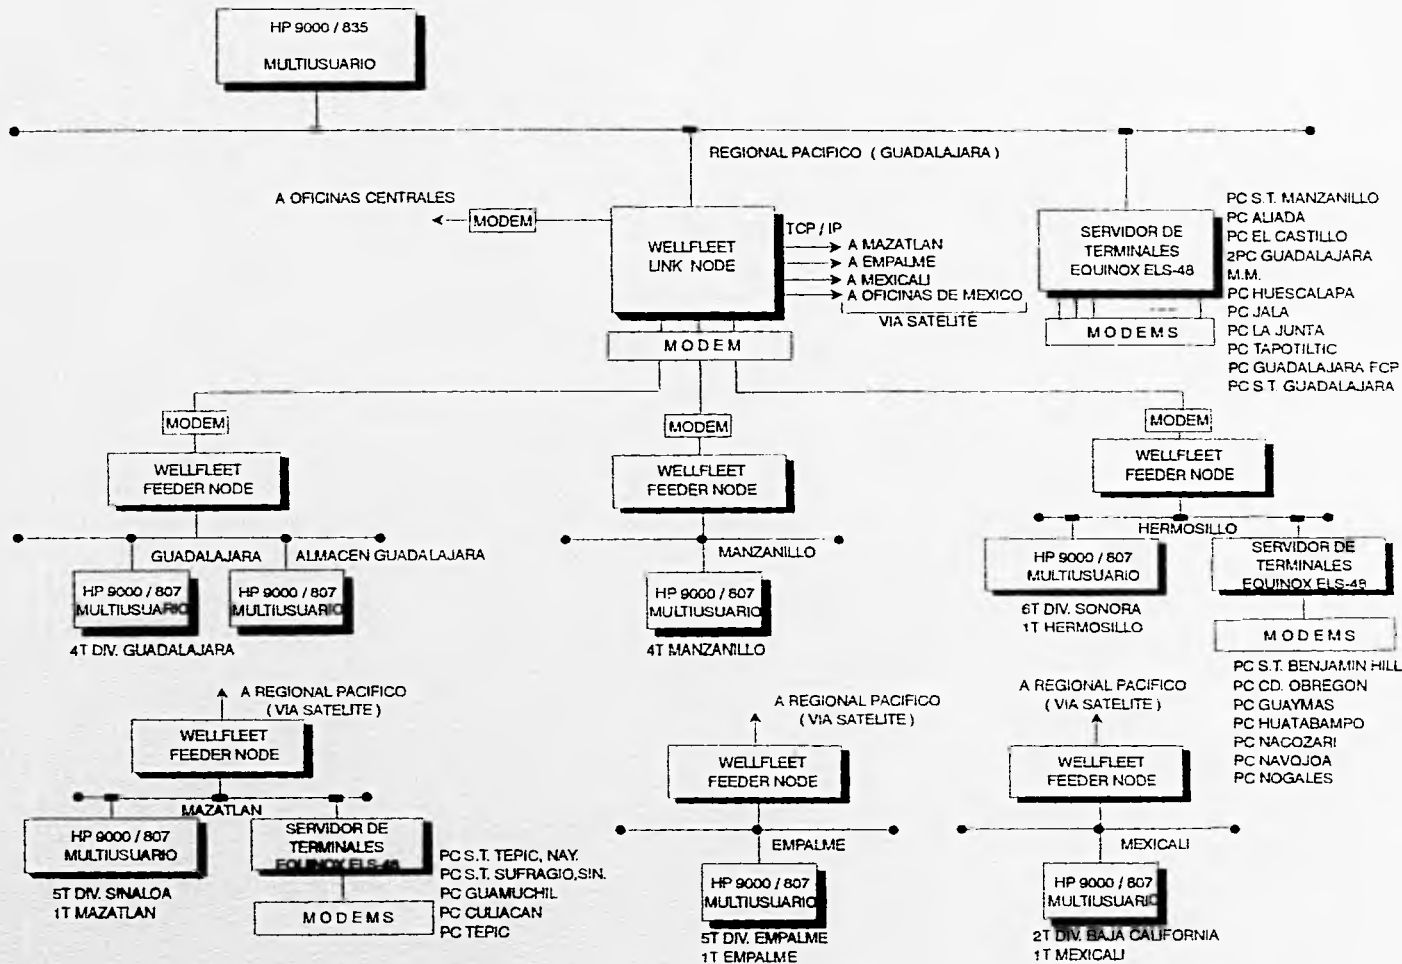 HP 9000 / 835
MULTIUSUARIO
REGIONAL PACIFICO ( GUADALAJARA )
A OFICINAS CENTRALES
MODEM
WELLFLEET
LINK NODE
TCP / IP
A MAZATLAN
A EMPALME
A MEXICALI
A OFICINAS DE MEXICO
VIA SATELITE
MODEM
SERVIDOR DE
TERMINALES
EQUINOX ELS-48
MODEMS
PC S.T. MANZANILLO
PC ALIADA
PC EL CASTILLO
2PC GUADALAJARA
M.M.
PC HUESCALAPA
PC JALA
PC LA JUNTA
PC TAPOTILTIC
PC GUADALAJARA FCP
PC S.T. GUADALAJARA
MODEM
WELLFLEET
FEEDER NODE
GUADALAJARA
ALMACEN GUADALAJARA
HP 9000 / 807
MULTIUSUARIO
HP 9000 / 807
MULTIUSUARIO
4T DIV. GUADALAJARA
MODEM
WELLFLEET
FEEDER NODE
MANZANILLO
HP 9000 / 807
MULTIUSUARIO
4T MANZANILLO
MODEM
WELLFLEET
FEEDER NODE
HERMOSILLO
HP 9000 / 807
MULTIUSUARIO
6T DIV. SONORA
1T HERMOSILLO
SERVIDOR DE
TERMINALES
EQUINOX ELS-48
MODEMS
PC S.T. BENJAMIN HILL
PC CD. OBREGON
PC GUAYMAS
PC HUATABAMPO
PC NACOZARI
PC NAVOJOA
PC NOGALES
A REGIONAL PACIFICO
( VIA SATELITE )
WELLFLEET
FEEDER NODE
MAZATLAN
HP 9000 / 807
MULTIUSUARIO
5T DIV. SINALOA
1T MAZATLAN
SERVIDOR DE
TERMINALES
EQUINOX ELS-48
MODEMS
PC S.T. TEPIC, NAY.
PC S.T. SUFRAGIO,SIN.
PC GUAMUCHIL
PC CULIACAN
PC TEPIC
A REGIONAL PACIFICO
( VIA SATELITE )
WELLFLEET
FEEDER NODE
EMPALME
HP 9000 / 807
MULTIUSUARIO
5T DIV. EMPALME
1T EMPALME
A REGIONAL PACIFICO
( VIA SATELITE )
WELLFLEET
FEEDER NODE
MEXICALI
HP 9000 / 807
MULTIUSUARIO
2T DIV. BAJA CALIFORNIA
1T MEXICALI